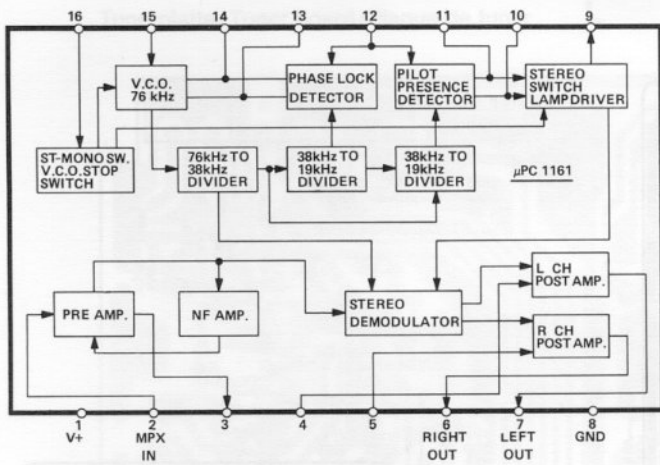 16 15 14 13 12 11 10 9
V.C.O.
76 kHz
PHASE LOCK
DETECTOR
PILOT
PRESENCE
DETECTOR
STEREO
SWITCH
LAMP DRIVER
ST-MONO SW.
V.C.O. STOP
SWITCH
76kHz TO
38kHz
DIVIDER
38kHz TO
19kHz
DIVIDER
38kHz TO
19kHz
DIVIDER
μPC 1161
PRE AMP.
NF AMP.
STEREO
DEMODULATOR
L CH
POST AMP.
R CH
POST AMP.
1 2 3 4 5 6 7 8
V+
MPX
IN
RIGHT
OUT
LEFT
OUT
GND